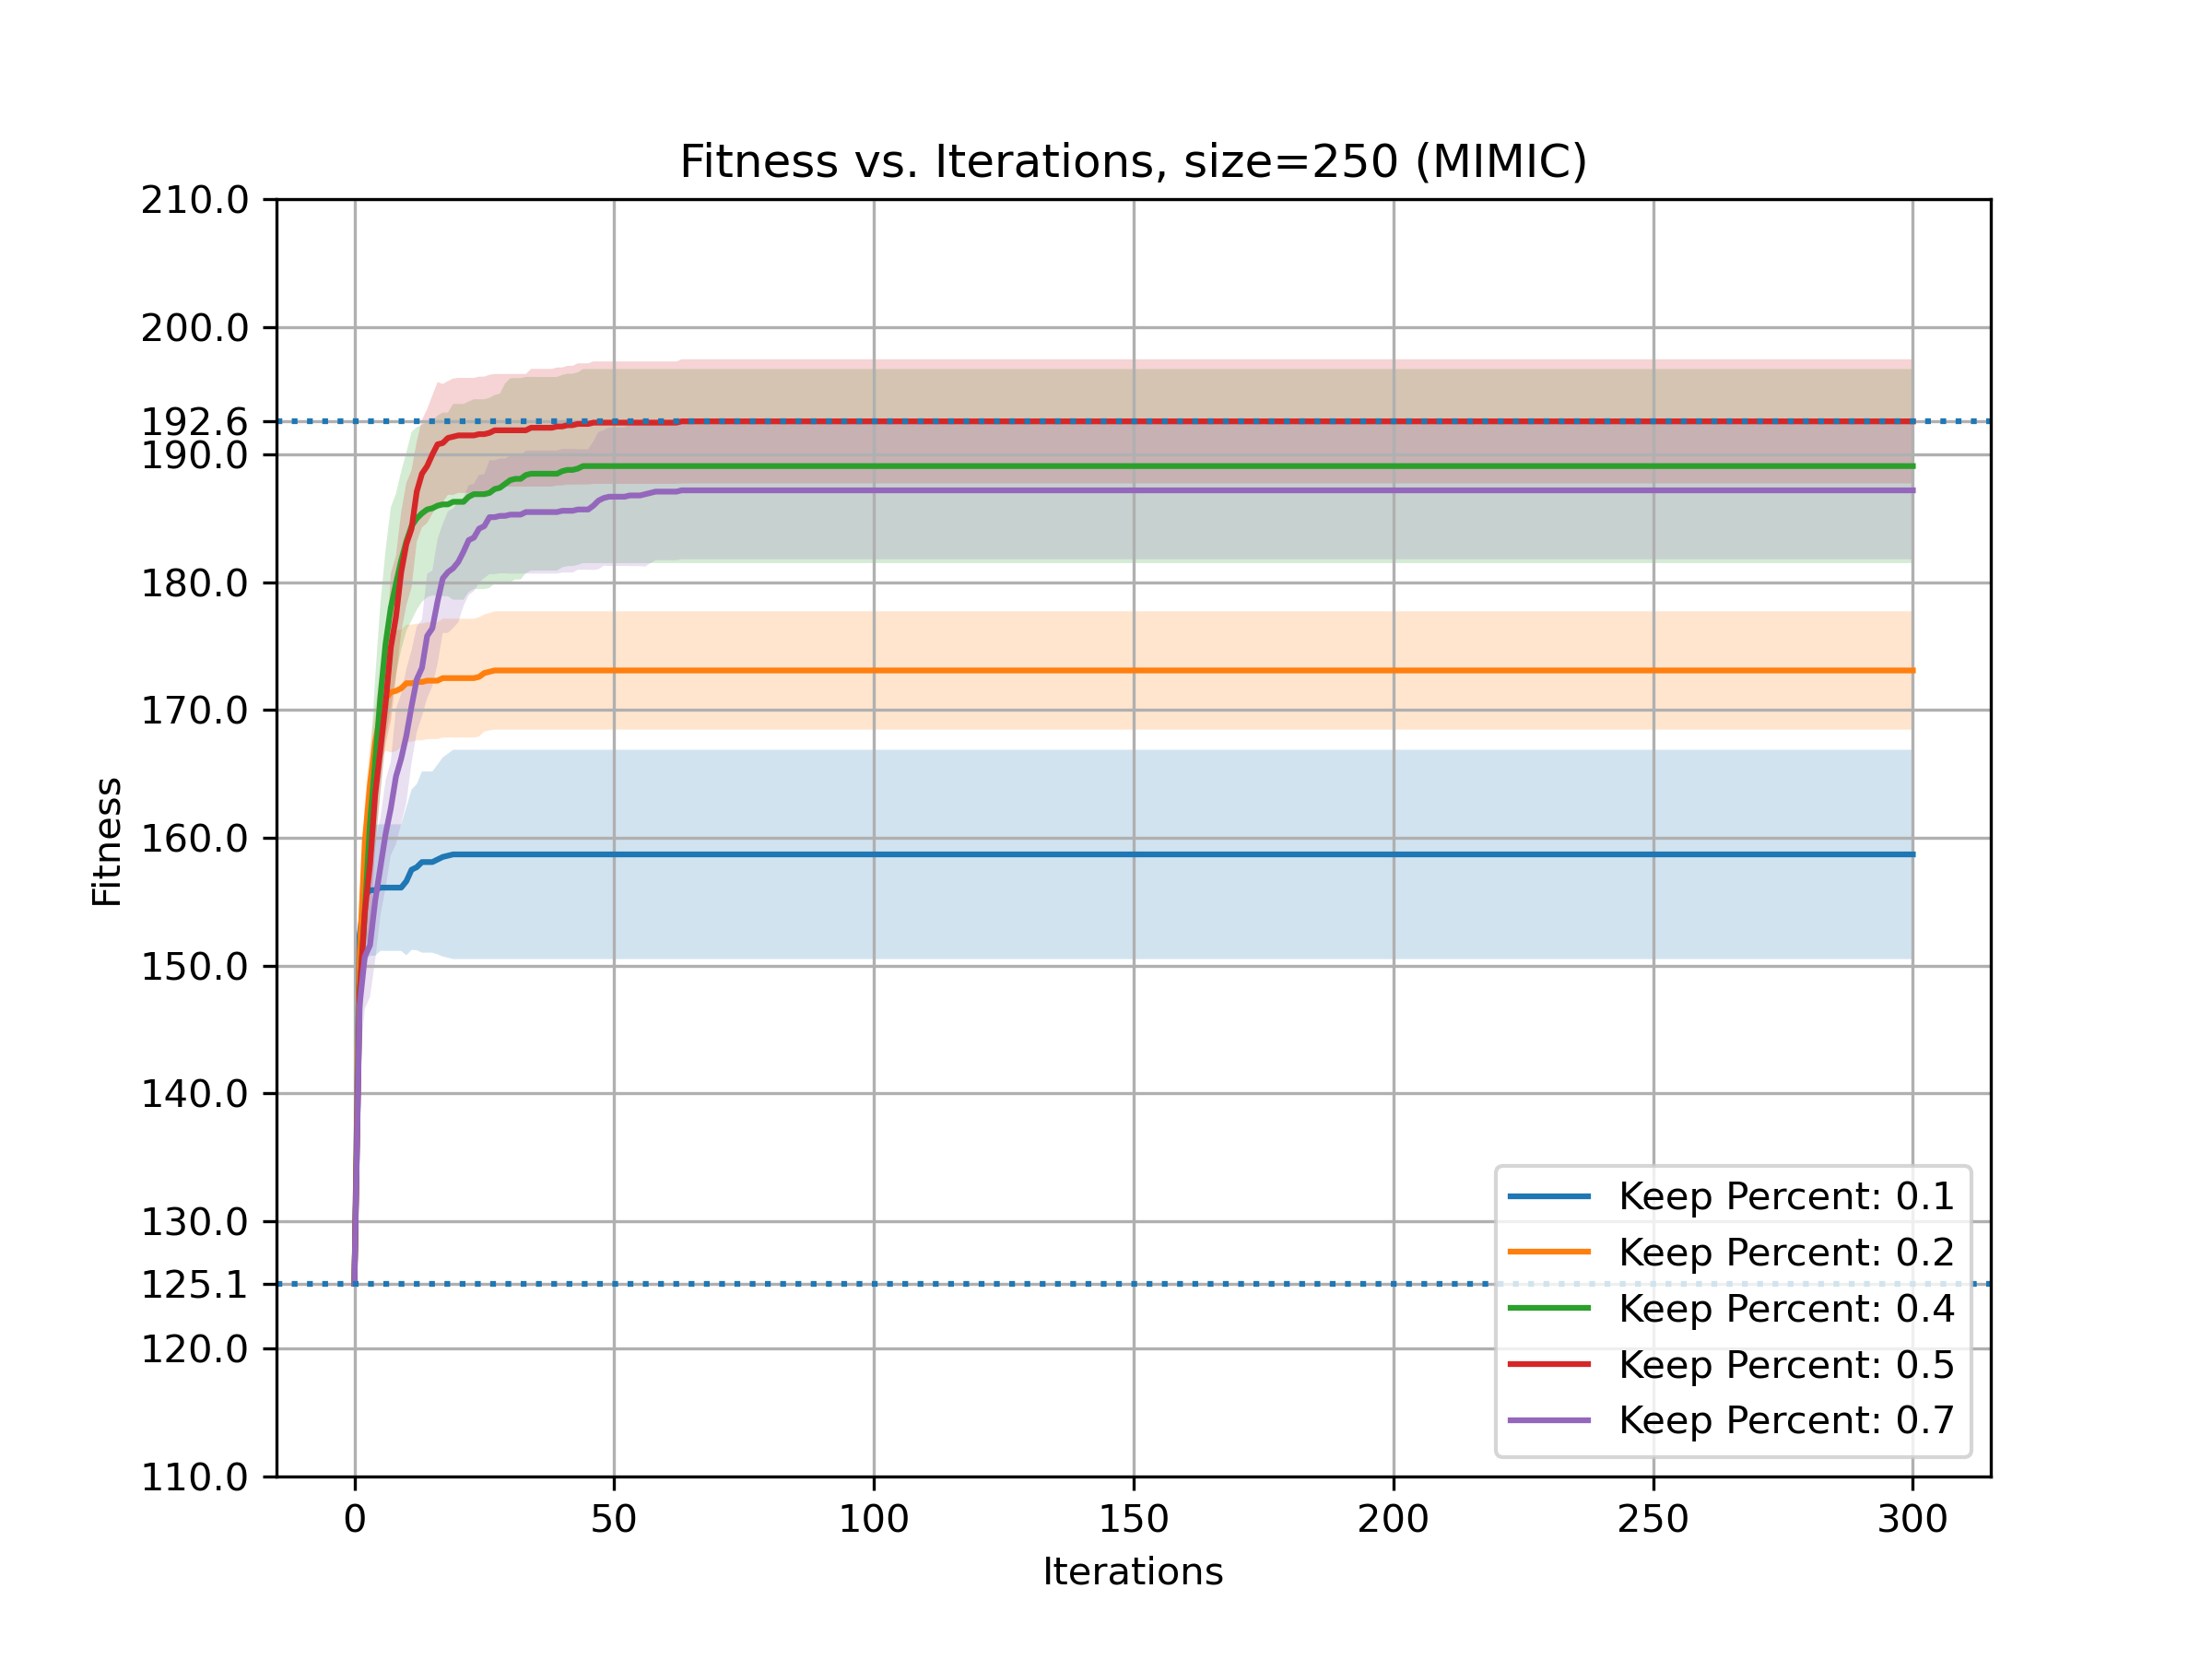 Fitness vs. Iterations, size=250 (MIMIC)
210.0
200.0
192.6
190.0
180.0
170.0
160.0
150.0
140.0
130.0
125.1
120.0
110.0
Fitness
Keep Percent: 0.1
Keep Percent: 0.2
Keep Percent: 0.4
Keep Percent: 0.5
Keep Percent: 0.7
0 50 100 150 200 250 300
Iterations